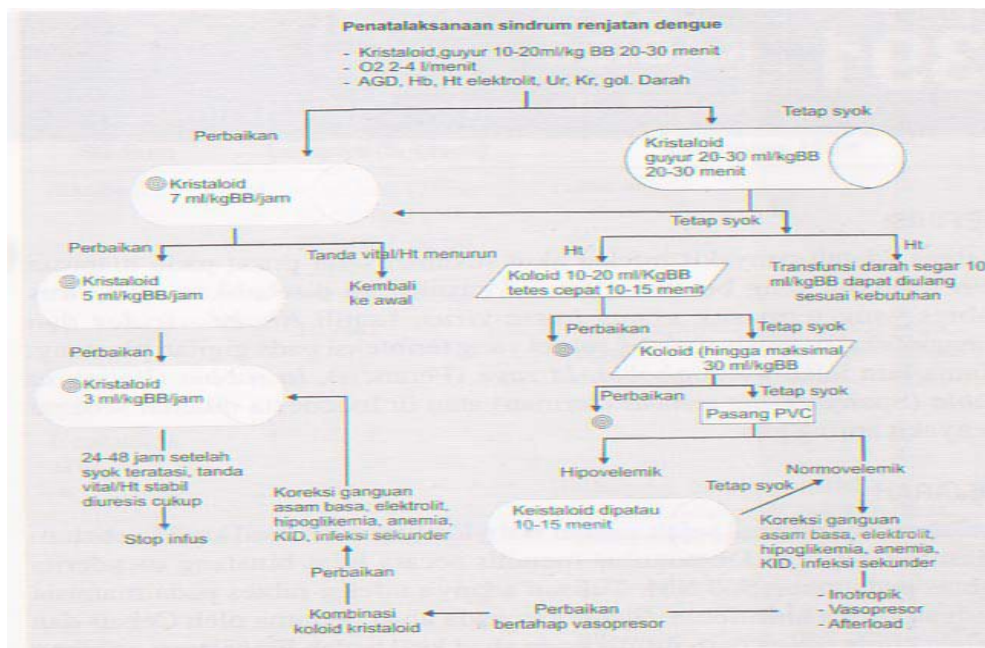 Penatalaksanaan sindrum renjatan dengue
- Kristaloid,guyur 10-20ml/kg BB 20-30 menit
- O2 2-4 l/menit
- AGD, Hb, Ht elektrolit, Ur, Kr, gol. Darah
Perbaikan
Tetap syok
Kristaloid
7 ml/kgBB/jam
Kristaloid
guyur 20-30 ml/kgBB
20-30 menit
Tetap syok
Perbaikan
Tanda vital/Ht menurun
Ht
Ht
Kristaloid
5 ml/kgBB/jam
Kembali
ke awal
Koloid 10-20 ml/KgBB
tetes cepat 10-15 menit
Transfunsi darah segar 10
ml/kgBB dapat diulang
sesuai kebutuhan
Perbaikan
Tetap syok
Perbaikan
Koloid (hingga maksimal
30 ml/kgBB
Kristaloid
3 ml/kgBB/jam
Perbaikan
Tetap syok
Pasang PVC
24-48 jam setelah
syok teratasi, tanda
vital/Ht stabil
diuresis cukup
Stop infus
Hipovelemik
Normovelemik
Tetap syok
Koreksi ganguan
asam basa, elektrolit,
hipoglikemia, anemia,
KID, infeksi sekunder
Keistaloid dipatau
10-15 menit
Koreksi ganguan
asam basa, elektrolit,
hipoglikemia, anemia,
KID, infeksi sekunder
Perbaikan
Kombinasi
koloid kristaloid
Perbaikan
bertahap vasopresor
- Inotropik
- Vasopresor
- Afterload